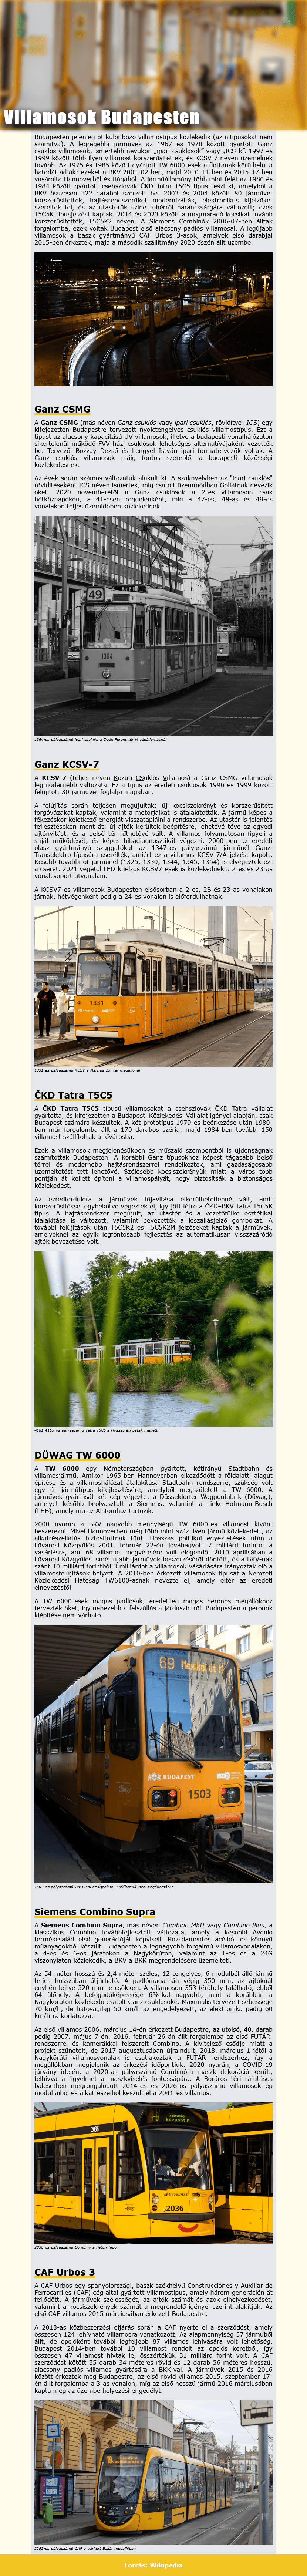 Villamosok Budapesten
Budapesten jelenleg öt különböző villamostípus közlekedik (az altípusokat nem
számítva). A legrégebbi járművek az 1967 és 1978 között gyártott Ganz
csuklós villamosok, ismertebb nevükön „ipari csuklósok” vagy „ICS-k”. 1997 és
1999 között több ilyen villamost korszerűsítettek, és KCSV-7 néven üzemelnek
tovább. Az 1975 és 1985 között gyártott TW 6000-esek a flottának körülbelül a
hatodát adják; ezeket a BKV 2001-02-ben, majd 2010-11-ben és 2015-17-ben
vásárolta Hannoverből és Hágából. A járműállomány több mint felét az 1980 és
1984 között gyártott csehszlovák ČKD Tatra T5C5 típus teszi ki, amelyből a
BKV összesen 322 darabot szerzett be. 2003 és 2004 között 80 járművet
korszerűsítettek, hajtásrendszerüket modernizálták, elektronikus kijelzőket
szereltek fel, és az utasterük színe fehérről narancssárgára változott; ezek
T5C5K típusjelzést kaptak. 2014 és 2023 között a megmaradó kocsikat tovább
korszerűsítették, T5C5K2 néven. A Siemens Combinók 2006-07-ben álltak
forgalomba, ezek voltak Budapest első alacsony padlós villamosai. A legújabb
villamosok a baszk gyártmányú CAF Urbos 3-asok, amelyek első darabjai
2015-ben érkeztek, majd a második szállítmány 2020 őszén állt üzembe.
Ganz CSMG
A Ganz CSMG (más néven Ganz csuklós vagy ipari csuklós, rövidítve: ICS) egy
kifejezetten Budapestre tervezett nyolctengelyes csuklós villamostípus. Ezt a
típust az alacsony kapacitású UV villamosok, illetve a budapesti vonalhálózaton
sikertelenül működő FVV házi csuklósok lehetséges alternatívájaként vezették
be. Tervezői Bozzay Dezső és Lengyel István ipari formatervezők voltak. A
Ganz csuklós villamosok máig fontos szereplői a budapesti közösségi
közlekedésnek.
Az évek során számos változatuk alakult ki. A szaknyelven az “ipari csuklós”
rövidítéseként ICS néven ismertek, míg csatolt üzemmódban Góliátnak nevezik
őket. 2020 novemberétől a Ganz csuklósok a 2-es villamoson csak
hétköznapokon, a 41-esen reggelenként, míg a 47-es, 48-as és 49-es
vonalakon teljes üzemidőben közlekednek.
49
1364-es pályaszámú ipari csuklós a Deák Ferenc tér M végállomásnál
Ganz KCSV-7
A KCSV-7 (teljes nevén Közúti CSuklós Villamos) a Ganz CSMG villamosok
legmodernebb változata. Ez a típus az eredeti csuklósok 1996 és 1999 között
felújított 30 járművét foglalja magában.
A felújítás során teljesen megújultak: új kocsiszekrényt és korszerűsített
forgóvázakat kaptak, valamint a motorjaikat is átalakították. A jármű képes a
fékezéskor keletkező energiát visszatáplálni a rendszerbe. Az utastér is jelentős
fejlesztéseken ment át: új ajtók kerültek beépítésre, lehetővé téve az egyedi
ajtónyitást, és a belső tér fűthetővé vált. A villamos folyamatosan figyeli a
saját működését, és képes hibadiagnosztikát végezni. 2000-ben az eredeti
olasz gyártmányú szaggatókat az 1347-es pályaszámú járműnél Ganz-
Transelektro típusúra cserélték, amiért ez a villamos KCSV-7/A jelzést kapott.
Később további öt járműnél (1325, 1330, 1344, 1345, 1354) is elvégezték ezt
a cserét. 2021 végétől LED-kijelzős KCSV7-esek is közlekednek a 2-es és 23-as
vonalcsoport útvonalain.
A KCSV7-es villamosok Budapesten elsősorban a 2-es, 2B és 23-as vonalakon
járnak, hétvégenként pedig a 24-es vonalon is előfordulhatnak.
1331
1331-es pályaszámú KCSV a Március 15. tér megállónál
ČKD Tatra T5C5
A ČKD Tatra T5C5 típusú villamosokat a csehszlovák ČKD Tatra vállalat
gyártotta, és kifejezetten a Budapesti Közlekedési Vállalat igényei alapján, csak
Budapest számára készültek. A két prototípus 1979-es beérkezése után 1980-
ban már forgalomba állt a 170 darabos széria, majd 1984-ben további 150
villamost szállítottak a fővárosba.
Ezek a villamosok megjelenésükben és műszaki szempontból is újdonságnak
számítottak Budapesten. A korábbi Ganz típusokhoz képest tágasabb belső
térrel és modernebb hajtásrendszerrel rendelkeztek, ami gazdaságosabb
üzemeltetést tett lehetővé. Szélesebb kocsiszekrényük miatt a város több
pontján át kellett építeni a villamospályát, hogy biztosítsák a biztonságos
közlekedést.
Az ezredfordulóra a járművek főjavítása elkerülhetetlenné vált, amit
korszerűsítéssel egybekötve végeztek el, így jött létre a ČKD–BKV Tatra T5C5K
típus. A hajtásrendszer megújult, az utastér és a vezetőfülke esztétikai
kialakítása is változott, valamint bevezették a leszállásjelző gombokat. A
további felújítások után T5C5K2 és T5C5K2M jelzéseket kaptak a járművek,
amelyeknél az egyik legfontosabb fejlesztés az automatikusan visszazáródó
ajtók bevezetése volt.
4161-4160-os pályaszámú Tatra T5C5 a Huszsűréti patak mellett
DÜWAG TW 6000
A TW 6000 egy Németországban gyártott, kétirányú Stadtbahn és
villamosjármű. Amikor 1965-ben Hannoverben elkezdődött a földalatti alagút
építése és a villamoshálózat átalakítása Stadtbahn rendszerre, szükség volt
egy új járműtípus kifejlesztésére, amelyből megszületett a TW 6000. A
járművek gyártását két cég végezte: a Düsseldorfer Waggonfabrik (Düwag),
amelyet később beolvasztott a Siemens, valamint a Linke-Hofmann-Busch
(LHB), amely ma az Alstomhoz tartozik.
2000 nyarán a BKV nagyobb mennyiségű TW 6000-es villamost kívánt
beszerezni. Mivel Hannoverben még több mint száz ilyen jármű közlekedett, az
alkatrészellátás biztosítottnak tűnt. Hosszas politikai egyeztetések után a
Fővárosi Közgyűlés 2001. február 22-én jóváhagyott 7 milliárd forintot a
vásárlásra, ami 68 villamos megvételére volt elegendő. 2010 áprilisában a
Fővárosi Közgyűlés ismét újabb járművek beszerzéséről döntött, és a BKV-nak
szánt 10 milliárd forintból 3 milliárdot a villamosok vásárlására irányoztak elő a
villamosfelújítások helyett. A 2010-ben érkezett villamosok típusát a Nemzeti
Közlekedési Hatóság TW6100-asnak nevezte el, amely eltér az eredeti
elnevezéstől.
A TW 6000-esek magas padlósak, eredetileg magas peronos megállókhoz
tervezték őket, így nehezebb a felszállás a járdaszintről. Budapesten a peronok
kiépítése nem várható.
69 Mexikói út M
BUDAPEST
1503
1503-as pályaszámú TW 6000 az Újpalota, Erdőkerülő utcai végállomáson
Siemens Combino Supra
A Siemens Combino Supra, más néven Combino MkII vagy Combino Plus, a
klasszikus Combino továbbfejlesztett változata, amely a későbbi Avenio
termékcsalád első generációját képviseli. Rozsdamentes acélból és könnyű
műanyagokból készült. Budapesten a legnagyobb forgalmú villamosvonalakon,
a 4-es és 6-os járatokon a Nagykörúton, valamint az 1-es és a 24G
viszonylaton közlekedik, a BKV a BKK megrendelésére üzemelteti.
Az 54 méter hosszú és 2,4 méter széles, 12 tengelyes, 6 modulból álló jármű
teljes hosszában átjárható. A padlómagasság végig 350 mm, az ajtóknál
enyhén lejtve 320 mm-re csökken. A villamoson 353 férőhely található, ebből
64 ülőhely. A befogadóképessége 6%-kal nagyobb, mint a korábban a
Nagykörúton közlekedő csatolt Ganz csuklósoké. Maximális tervezett sebessége
70 km/h, de hatóságilag 50 km/h az engedélyezett, az elektronika pedig 60
km/h-ra korlátozza.
Az első villamos 2006. március 14-én érkezett Budapestre, az utolsó, 40. darab
pedig 2007. május 7-én. 2016. február 26-án állt forgalomba az első FUTÁR-
rendszerrel és kamerákkal felszerelt Combino. A kivitelező csődje miatt a
projekt szünetelt, de 2017 augusztusában újraindult. 2018. március 1-jétől a
Nagykörúti villamosvonalak is csatlakoztak a FUTÁR rendszerhez, így a
megállókban megjelenik az érkezési időpontjuk. 2020 nyarán, a COVID-19
járvány idején, a 2020-as pályaszámú Combinóra maszk dekoráció került,
felhívva a figyelmet a maszkviselés fontosságára. A Boráros téri ráfutásos
balesetben megrongálódott 2014-es és 2026-os pályaszámú villamosok ép
moduljaiból és alkatrészeiből készült el a 2041-es villamos.
2036
2036-os pályaszámú Combino a Petőfi-hídon
CAF Urbos 3
A CAF Urbos egy spanyolországi, baszk székhelyű Construcciones y Auxiliar de
Ferrocarriles (CAF) cég által gyártott villamostípus, amely három generáción át
fejlődött. A járművek szélességét, az ajtók számát és azok elhelyezkedését,
valamint a kocsiszekrények számát a megrendelő igényei szerint alakítják. Az
első CAF villamos 2015 márciusában érkezett Budapestre.
A 2013-as közbeszerzési eljárás során a CAF nyerte el a szerződést, amely
összesen 124 lehívható villamosra vonatkozott. Az alapmennyiség 37 járműből
állt, de opcióként további legfeljebb 87 villamos lehívására volt lehetőség.
Budapest 2014-ben további 10 villamost rendelt az opciós keretből, így
összesen 47 villamost hívtak le, összértékük 31 milliárd forint volt. A CAF
szerződést kötött 35 darab 34 méteres rövid és 12 darab 56 méteres hosszú,
alacsony padlós villamos gyártására a BKK-val. A járművek 2015 és 2016
között érkeztek meg Budapestre, az első rövid villamos 2015. szeptember 17-
én állt forgalomba a 3-as vonalon, míg az első hosszú jármű 2016 márciusában
kapta meg az üzembe helyezési engedélyt.
2252-es pályaszámú CAF a Várkert Bazár megállóban
Forrás: Wikipedia